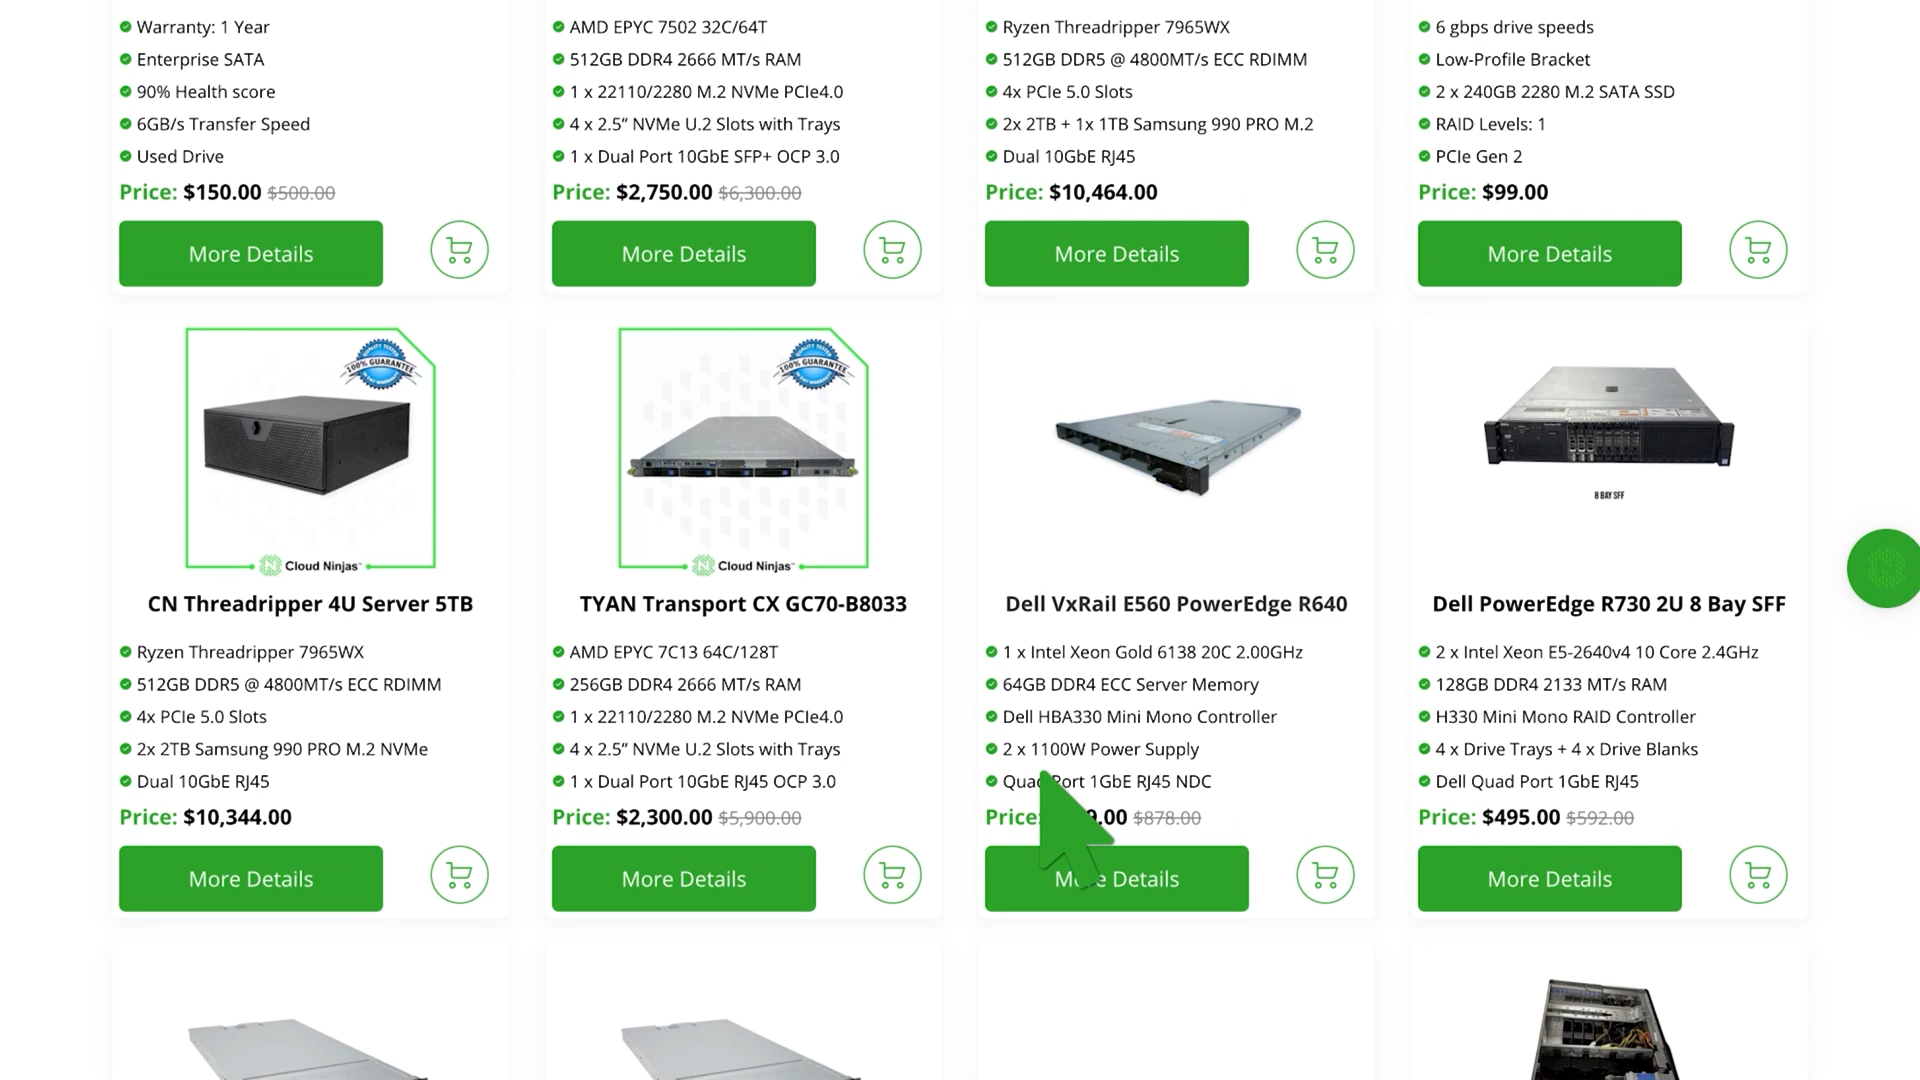 Warranty: 1 Year
Enterprise SATA
90% Health score
6GB/s Transfer Speed
Used Drive
Price: $150.00 $500.00
More Details
AMD EPYC 7502 32C/64T
512GB DDR4 2666 MT/s RAM
1 x 22110/2280 M.2 NVMe PCIe4.0
4 x 2.5” NVMe U.2 Slots with Trays
1 x Dual Port 10GbE SFP+ OCP 3.0
Price: $2,750.00 $6,300.00
More Details
Ryzen Threadripper 7965WX
512GB DDR5 @ 4800MT/s ECC RDIMM
4x PCIe 5.0 Slots
2x 2TB + 1x 1TB Samsung 990 PRO M.2
Dual 10GbE RJ45
Price: $10,464.00
More Details
6 gbps drive speeds
Low-Profile Bracket
2 x 240GB 2280 M.2 SATA SSD
RAID Levels: 1
PCIe Gen 2
Price: $99.00
More Details
100% GUARANTEE
Cloud Ninjas™
CN Threadripper 4U Server 5TB
Ryzen Threadripper 7965WX
512GB DDR5 @ 4800MT/s ECC RDIMM
4x PCIe 5.0 Slots
2x 2TB Samsung 990 PRO M.2 NVMe
Dual 10GbE RJ45
Price: $10,344.00
More Details
100% GUARANTEE
Cloud Ninjas™
TYAN Transport CX GC70-B8033
AMD EPYC 7C13 64C/128T
256GB DDR4 2666 MT/s RAM
1 x 22110/2280 M.2 NVMe PCIe4.0
4 x 2.5” NVMe U.2 Slots with Trays
1 x Dual Port 10GbE RJ45 OCP 3.0
Price: $2,300.00 $5,900.00
More Details
Dell VxRail E560 PowerEdge R640
1 x Intel Xeon Gold 6138 20C 2.00GHz
64GB DDR4 ECC Server Memory
Dell HBA330 Mini Mono Controller
2 x 1100W Power Supply
Quad Port 1GbE RJ45 NDC
Price: $878.00
More Details
8 BAY SFF
Dell PowerEdge R730 2U 8 Bay SFF
2 x Intel Xeon E5-2640v4 10 Core 2.4GHz
128GB DDR4 2133 MT/s RAM
H330 Mini Mono RAID Controller
4 x Drive Trays + 4 x Drive Blanks
Dell Quad Port 1GbE RJ45
Price: $495.00 $592.00
More Details